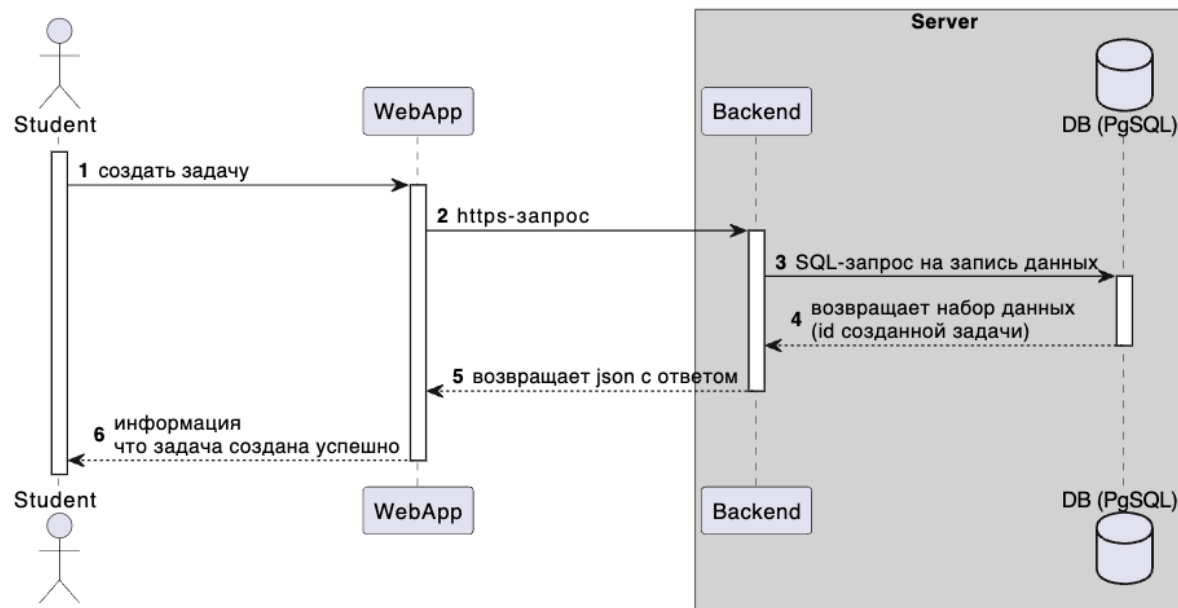 Server
Student
WebApp
Backend
DB (PgSQL)
1 создать задачу
2 https-запрос
3 SQL-запрос на запись данных
4 возвращает набор данных
(id созданной задачи)
5 возвращает json с ответом
6 информация
что задача создана успешно
Student
WebApp
Backend
DB (PgSQL)